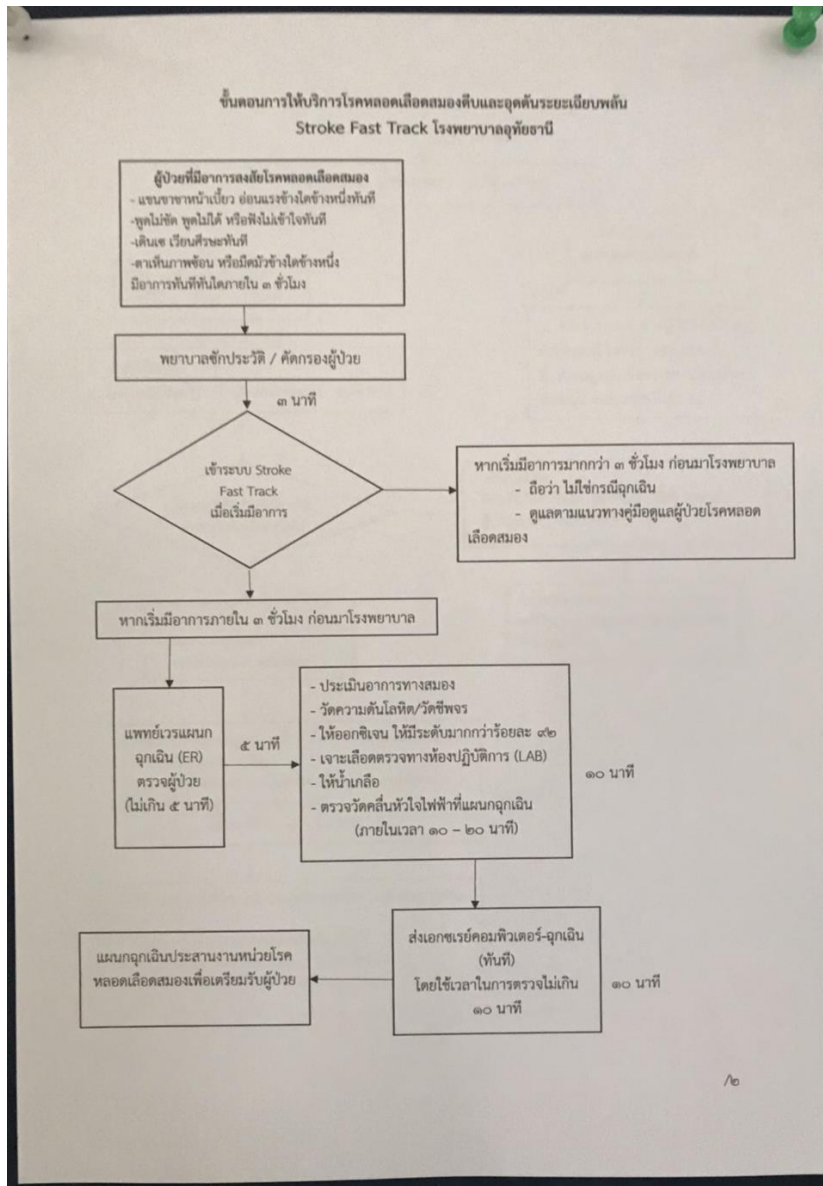 ขั้นตอนการให้บริการโรคหลอดเลือดสมองตีบและอุดตันระยะเฉียบพลัน
Stroke Fast Track โรงพยาบาลอุทัยธานี
ผู้ป่วยที่มีอาการสงสัยโรคหลอดเลือดสมอง
- แขนขาชาหน้าเบี้ยว อ่อนแรงข้างใดข้างหนึ่งทันที
-พูดไม่ชัด พูดไม่ได้ หรือฟังไม่เข้าใจทันที
-เดินเซ เวียนศีรษะทันที
-ตาเห็นภาพซ้อน หรือมืดมัวข้างใดข้างหนึ่ง
มีอาการทันทีทันใดภายใน ๓ ชั่วโมง
พยาบาลซักประวัติ / คัดกรองผู้ป่วย
๓ นาที
เข้าระบบ Stroke
Fast Track
เมื่อเริ่มมีอาการ
หากเริ่มมีอาการมากกว่า ๓ ชั่วโมง ก่อนมาโรงพยาบาล
- ถือว่า ไม่ใช่กรณีฉุกเฉิน
- ดูแลตามแนวทางคู่มือดูแลผู้ป่วยโรคหลอด
เลือดสมอง
หากเริ่มมีอาการภายใน ๓ ชั่วโมง ก่อนมาโรงพยาบาล
แพทย์เวรแผนก
ฉุกเฉิน (ER)
ตรวจผู้ป่วย
(ไม่เกิน ๕ นาที)
๕ นาที
- ประเมินอาการทางสมอง
- วัดความดันโลหิต/วัดชีพจร
- ให้ออกซิเจน ให้มีระดับมากกว่าร้อยละ ๙๒
- เจาะเลือดตรวจทางห้องปฏิบัติการ (LAB)
- ให้น้ำเกลือ
- ตรวจวัดคลื่นหัวใจไฟฟ้าที่แผนกฉุกเฉิน
(ภายในเวลา ๑๐ – ๒๐ นาที)
๑๐ นาที
ส่งเอกซเรย์คอมพิวเตอร์-ฉุกเฉิน
(ทันที)
โดยใช้เวลาในการตรวจไม่เกิน
๑๐ นาที
๑๐ นาที
แผนกฉุกเฉินประสานงานหน่วยโรค
หลอดเลือดสมองเพื่อเตรียมรับผู้ป่วย
/๒